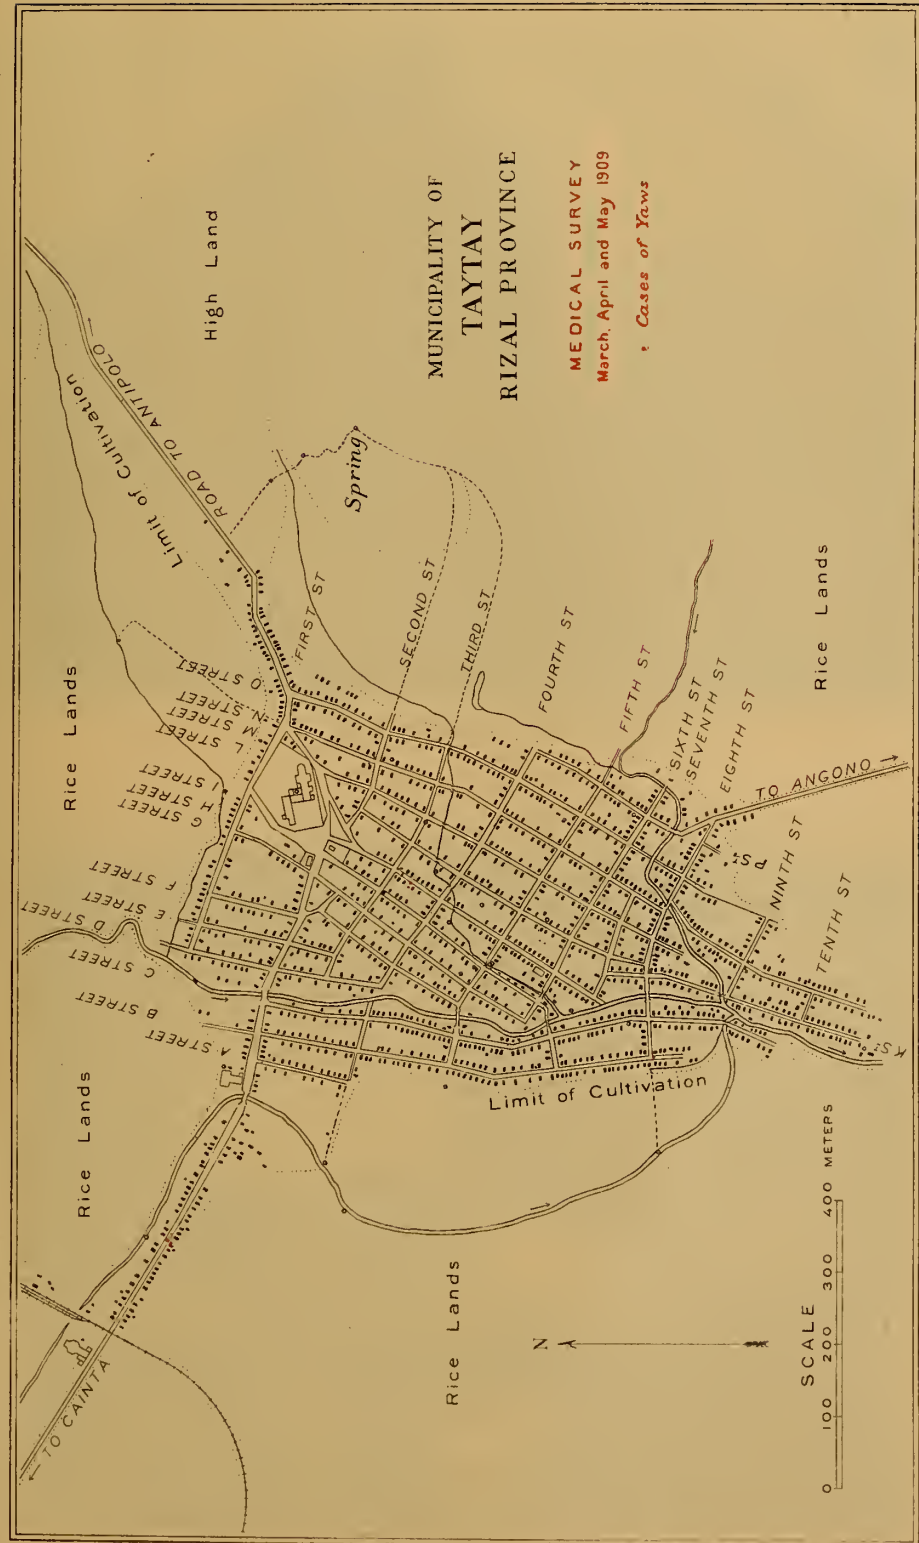 MUNICIPALITY OF
TAYTAY
RIZAL PROVINCE
MEDICAL SURVEY
March, April and May 1909
Cases of Yaws
High Land
ROAD TO ANTIPOLO
Limit of Cultivation
Spring
Rice Lands
Rice Lands
Rice Lands
Rice Lands
FIRST ST
SECOND ST
THIRD ST
FOURTH ST
FIFTH ST
SIXTH ST
SEVENTH ST
EIGHTH ST
NINTH ST
TENTH ST
TO ANGONO
P ST.
K ST.
O STREET
N STREET
M STREET
L STREET
I STREET
H STREET
G STREET
F STREET
E STREET
D STREET
C STREET
B STREET
A STREET
Limit of Cultivation
TO CAINTA
N
SCALE
0 100 200 300 400 METERS